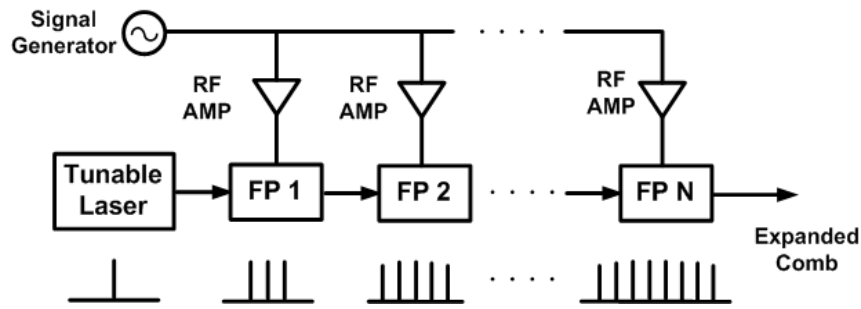 Signal
Generator
RF
AMP
RF
AMP
RF
AMP
Tunable
Laser
FP 1
FP 2
FP N
Expanded
Comb